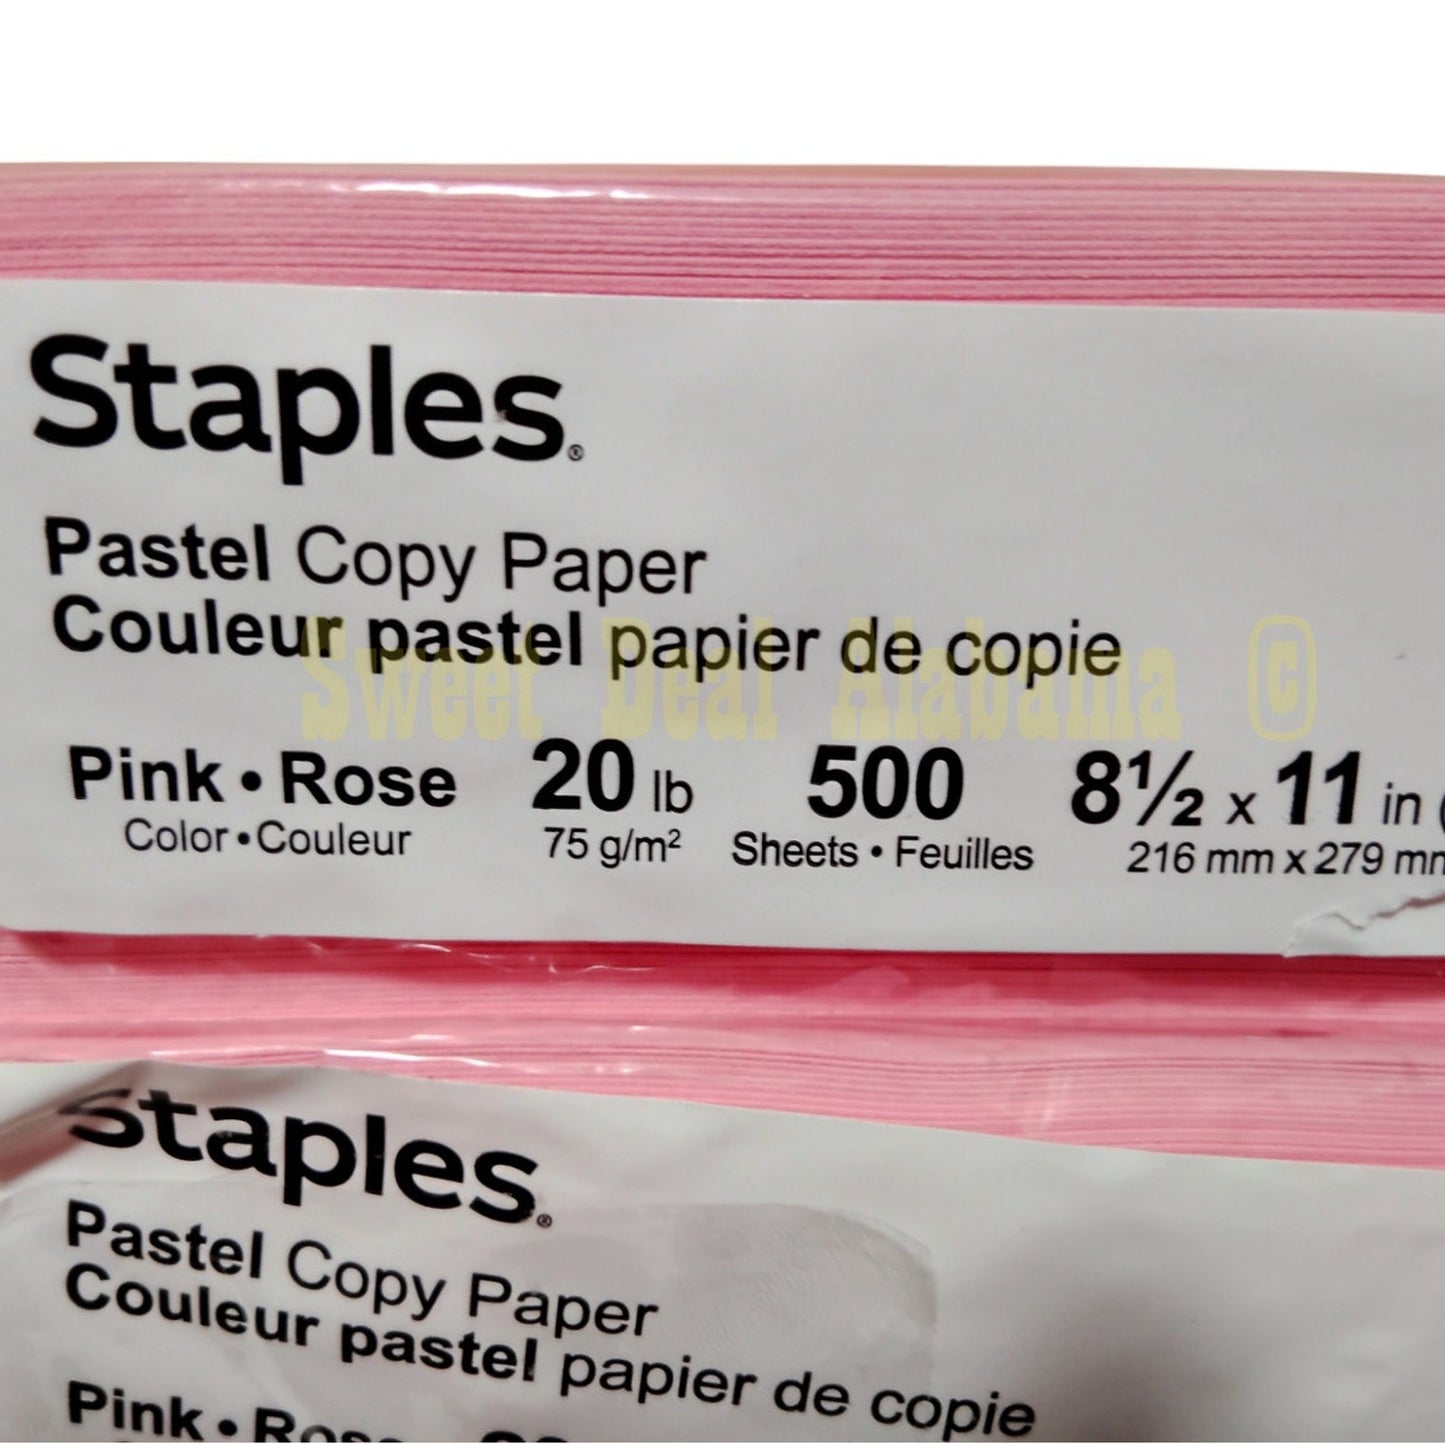 Staples®
Pastel Copy Paper
Couleur pastel papier de copie
Sweet Deal Alabama ©
Pink • Rose 20 lb 500 8½ x 11 in (
Color • Couleur 75 g/m² Sheets • Feuilles 216 mm x 279 mm
Staples®
Pastel Copy Paper
Couleur pastel papier de copie
Pink • Rose